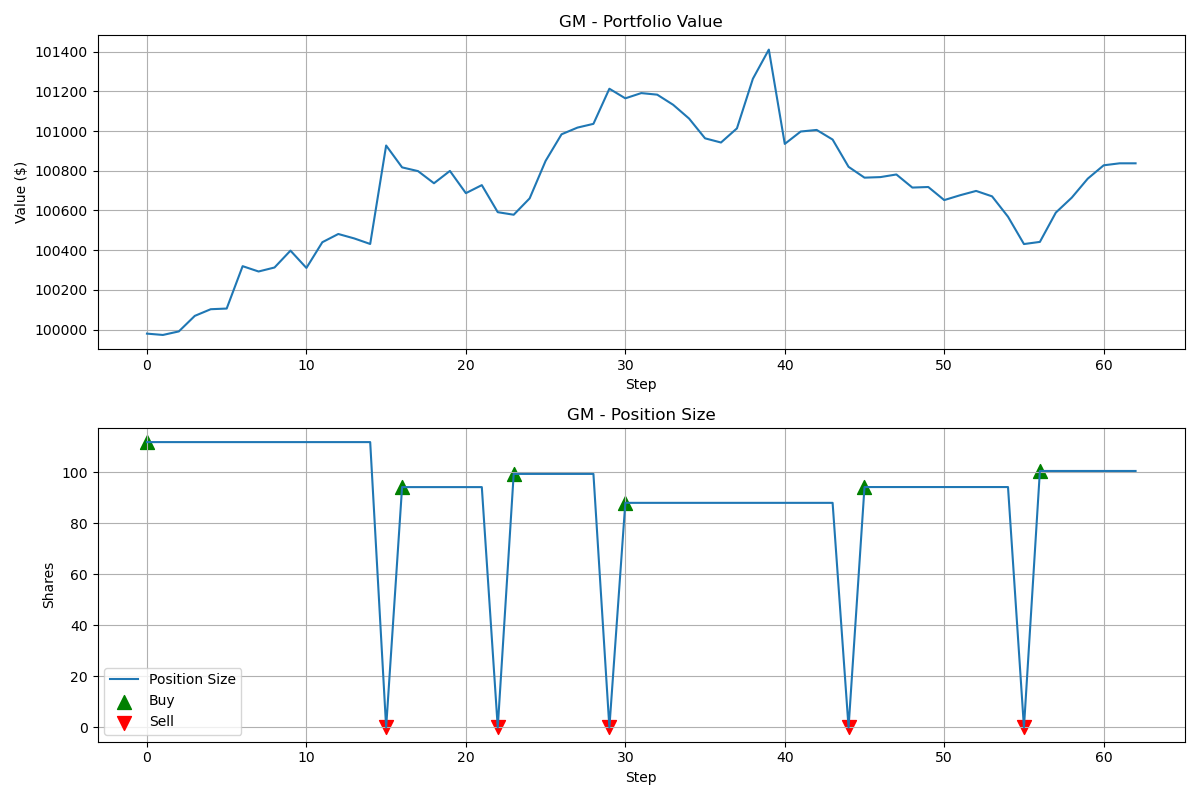 GM - Portfolio Value
Value ($)
101400
101200
101000
100800
100600
100400
100200
100000
0 10 20 30 40 50 60
Step
GM - Position Size
Shares
100
80
60
40
20
0
Position Size
Buy
Sell
0 10 20 30 40 50 60
Step